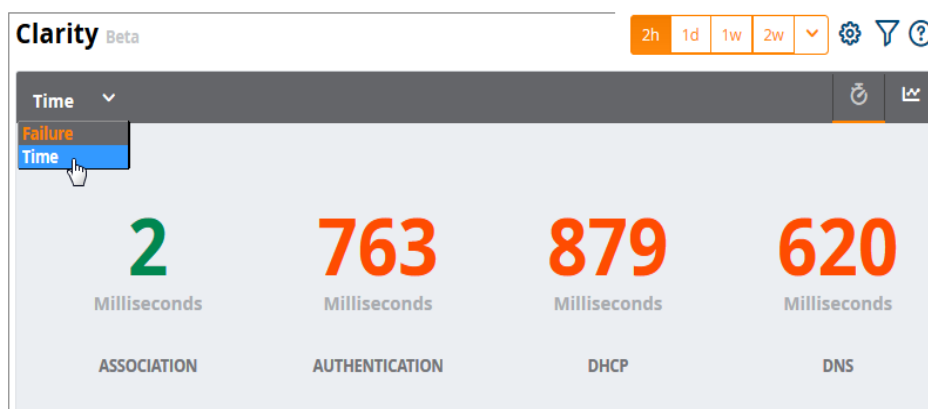 Clarity Beta
2h 1d 1w 2w
Time
Failure
Time
2 763 879 620
Milliseconds Milliseconds Milliseconds Milliseconds
ASSOCIATION AUTHENTICATION DHCP DNS